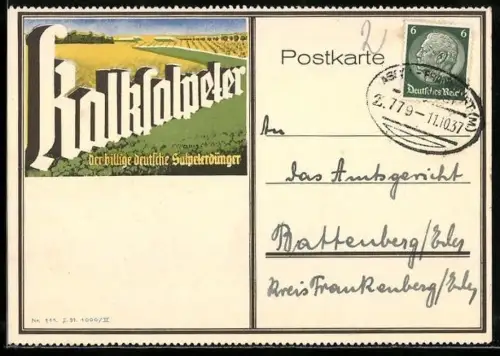 Kalksalpeter
der billige deutsche Salpeterdünger
Postkarte
2
6 6
Deutsches Reich
Z. 779 - 11.10.37
(M)
An
das Amtsgericht
Battenberg/Eder
Kreis Frankenberg/Eder